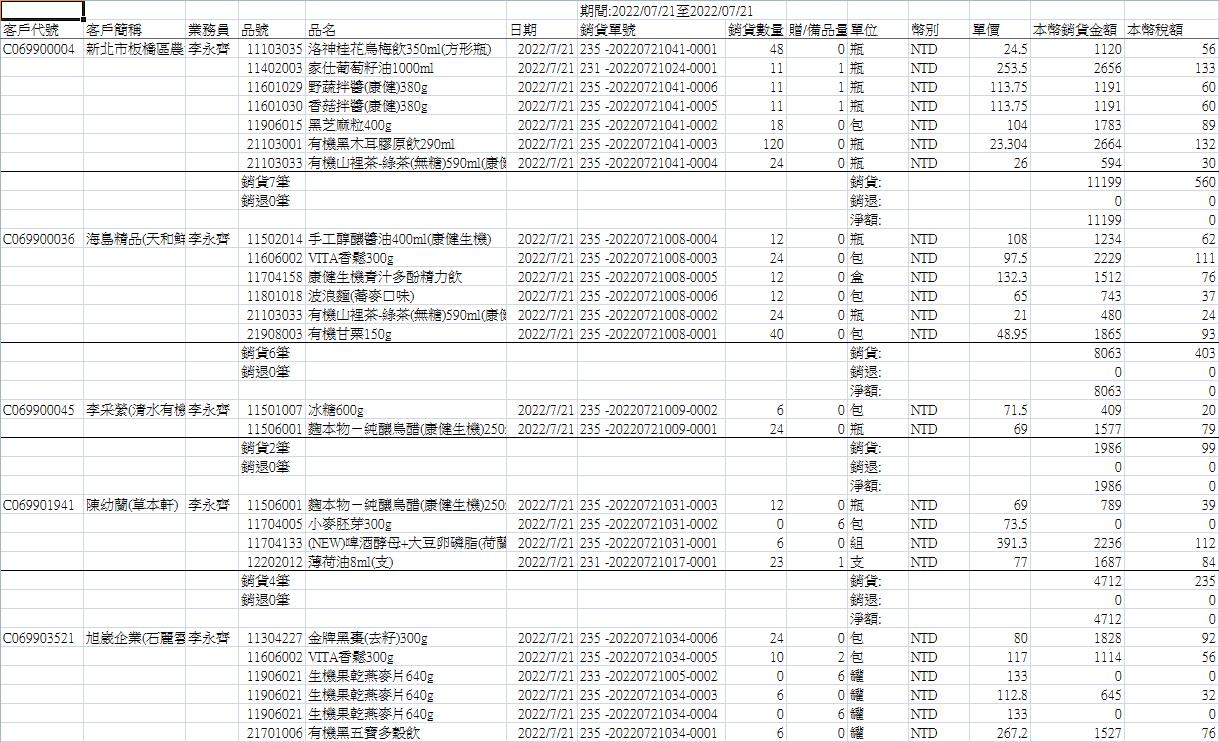 期間:2022/07/21至2022/07/21
客戶代號 客戶簡稱 業務員 品號 品名 日期 銷貨單號 銷貨數量 贈/備品量 單位 幣別 單價 本幣銷貨金額 本幣稅額
C069900004 新北市板橋區農 李永齊 11103035 洛神桂花烏梅飲350ml(方形瓶) 2022/7/21 235 -20220721041-0001 48 0 瓶 NTD 24.5 1120 56
11402003 家仕葡萄籽油1000ml 2022/7/21 231 -20220721024-0001 11 1 瓶 NTD 253.5 2656 133
11601029 野蔬拌醬(康健)380g 2022/7/21 235 -20220721041-0006 11 1 瓶 NTD 113.75 1191 60
11601030 香菇拌醬(康健)380g 2022/7/21 235 -20220721041-0005 11 1 瓶 NTD 113.75 1191 60
11906015 黑芝麻粒400g 2022/7/21 235 -20220721041-0002 18 0 包 NTD 104 1783 89
21103001 有機黑木耳膠原飲290ml 2022/7/21 235 -20220721041-0003 120 0 瓶 NTD 23.304 2664 132
21103033 有機山裡茶-綠茶(無糖)590ml(康健 2022/7/21 235 -20220721041-0004 24 0 瓶 NTD 26 594 30
銷貨7筆 銷貨: 11199 560
銷退0筆 銷退: 0 0
淨額: 11199 0
C069900036 海島精品(天和鮮 李永齊 11502014 手工醇釀醬油400ml(康健生機) 2022/7/21 235 -20220721008-0004 12 0 瓶 NTD 108 1234 62
11606002 VITA香鬆300g 2022/7/21 235 -20220721008-0003 24 0 包 NTD 97.5 2229 111
11704158 康健生機青汁多酚精力飲 2022/7/21 235 -20220721008-0005 12 0 盒 NTD 132.3 1512 76
11801018 波浪麵(蕎麥口味) 2022/7/21 235 -20220721008-0006 12 0 包 NTD 65 743 37
21103033 有機山裡茶-綠茶(無糖)590ml(康健 2022/7/21 235 -20220721008-0002 24 0 瓶 NTD 21 480 24
21908003 有機甘栗150g 2022/7/21 235 -20220721008-0001 40 0 包 NTD 48.95 1865 93
銷貨6筆 銷貨: 8063 403
銷退0筆 銷退: 0 0
淨額: 8063 0
C069900045 李采縈(清水有機 李永齊 11501007 冰糖600g 2022/7/21 235 -20220721009-0002 6 0 包 NTD 71.5 409 20
11506001 麴本物－純釀烏醋(康健生機)250 2022/7/21 235 -20220721009-0001 24 0 瓶 NTD 69 1577 79
銷貨2筆 銷貨: 1986 99
銷退0筆 銷退: 0 0
淨額: 1986 0
C069901941 陳幼蘭(草本軒) 李永齊 11506001 麴本物－純釀烏醋(康健生機)250 2022/7/21 235 -20220721031-0003 12 0 瓶 NTD 69 789 39
11704005 小麥胚芽300g 2022/7/21 235 -20220721031-0002 0 6 包 NTD 73.5 0 0
11704133 (NEW)啤酒酵母+大豆卵磷脂(荷蘭 2022/7/21 235 -20220721031-0001 6 0 組 NTD 391.3 2236 112
12202012 薄荷油8ml(支) 2022/7/21 231 -20220721017-0001 23 1 支 NTD 77 1687 84
銷貨4筆 銷貨: 4712 235
銷退0筆 銷退: 0 0
淨額: 4712 0
C069903521 旭崴企業(石麗雲 李永齊 11304227 金牌黑棗(去籽)300g 2022/7/21 235 -20220721034-0006 24 0 包 NTD 80 1828 92
11606002 VITA香鬆300g 2022/7/21 235 -20220721034-0005 10 2 包 NTD 117 1114 56
11906021 生機果乾燕麥片640g 2022/7/21 233 -20220721005-0002 0 6 罐 NTD 133 0 0
11906021 生機果乾燕麥片640g 2022/7/21 235 -20220721034-0003 6 0 罐 NTD 112.8 645 32
11906021 生機果乾燕麥片640g 2022/7/21 235 -20220721034-0004 0 6 罐 NTD 133 0 0
21701006 有機黑五寶多穀飲 2022/7/21 235 -20220721034-0001 6 0 罐 NTD 267.2 1527 76